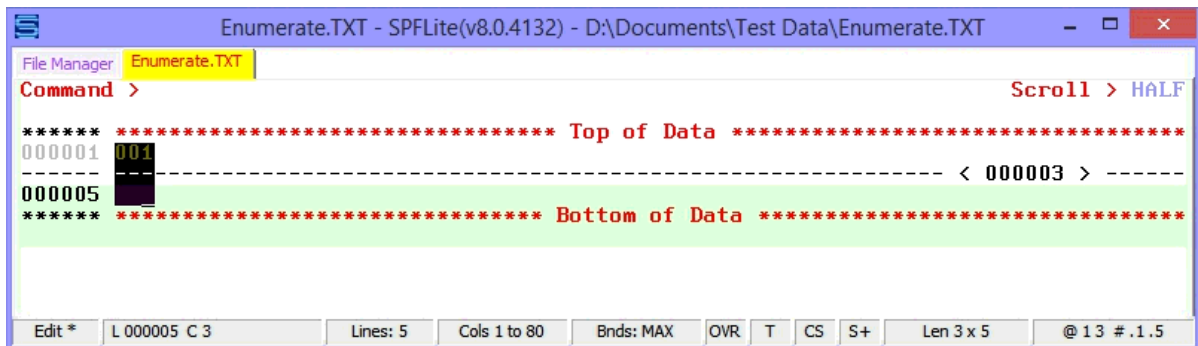 Enumerate.TXT - SPFLite(v8.0.4132) - D:\Documents\Test Data\Enumerate.TXT
File Manager Enumerate.TXT
Command > Scroll > HALF
****** ********************************* Top of Data **********************************
000001 001
------ --------------------------------------------------------------- < 000003 > ------
000005
****** ******************************** Bottom of Data ********************************
Edit * L 000005 C 3 Lines: 5 Cols 1 to 80 Bnds: MAX OVR T CS S+ Len 3 x 5 @ 1 3 #.1.5